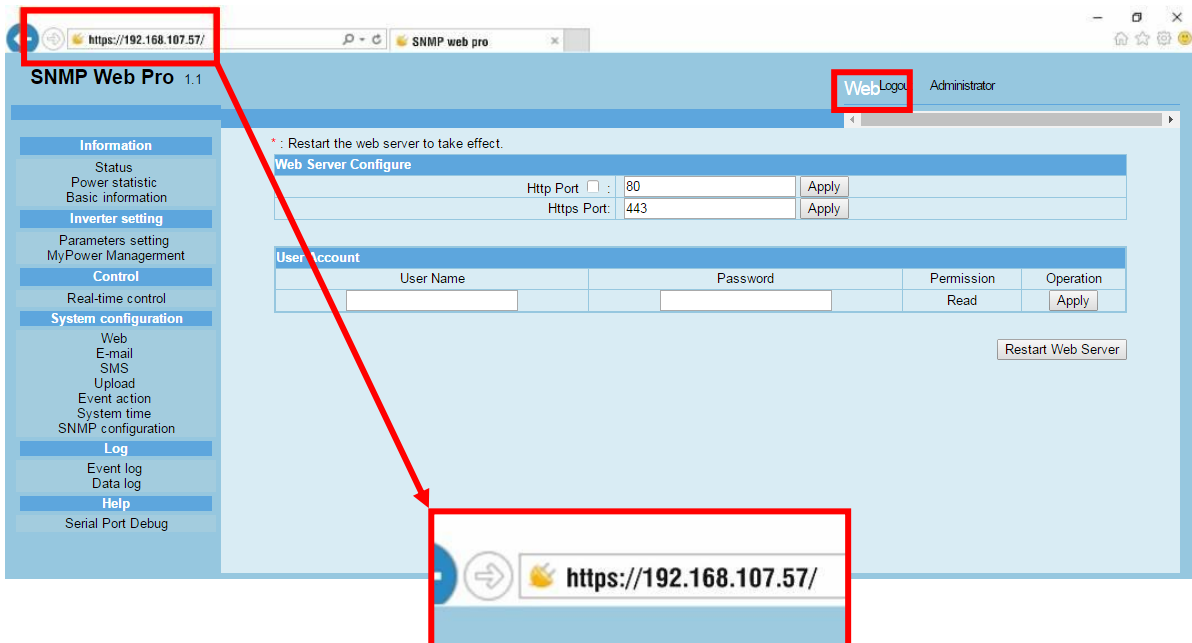 https://192.168.107.57/
SNMP web pro
SNMP Web Pro 1.1
Web Logou Administrator
Information
Status
Power statistic
Basic information
Inverter setting
Parameters setting
MyPower Managerment
Control
Real-time control
System configuration
Web
E-mail
SMS
Upload
Event action
System time
SNMP configuration
Log
Event log
Data log
Help
Serial Port Debug
* : Restart the web server to take effect.
Web Server Configure
Http Port : 80 Apply
Https Port: 443 Apply
User Account
User Name Password Permission Operation
Read Apply
Restart Web Server
https://192.168.107.57/